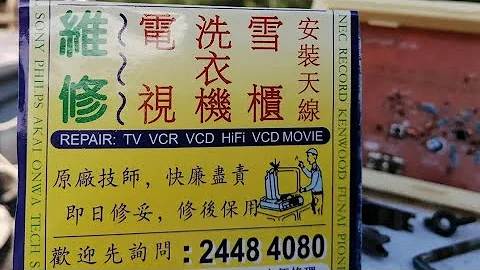 維修
電視
洗衣機
雪櫃
安裝天線
REPAIR: TV VCR VCD HiFi VCD MOVIE
原廠技師，快廉盡責
即日修妥，修後保用
歡迎先詢問：2448 4080
SONY PHILPS AKAI ONWA TECH
NEC RECORD KENWOOD FUNAI PION